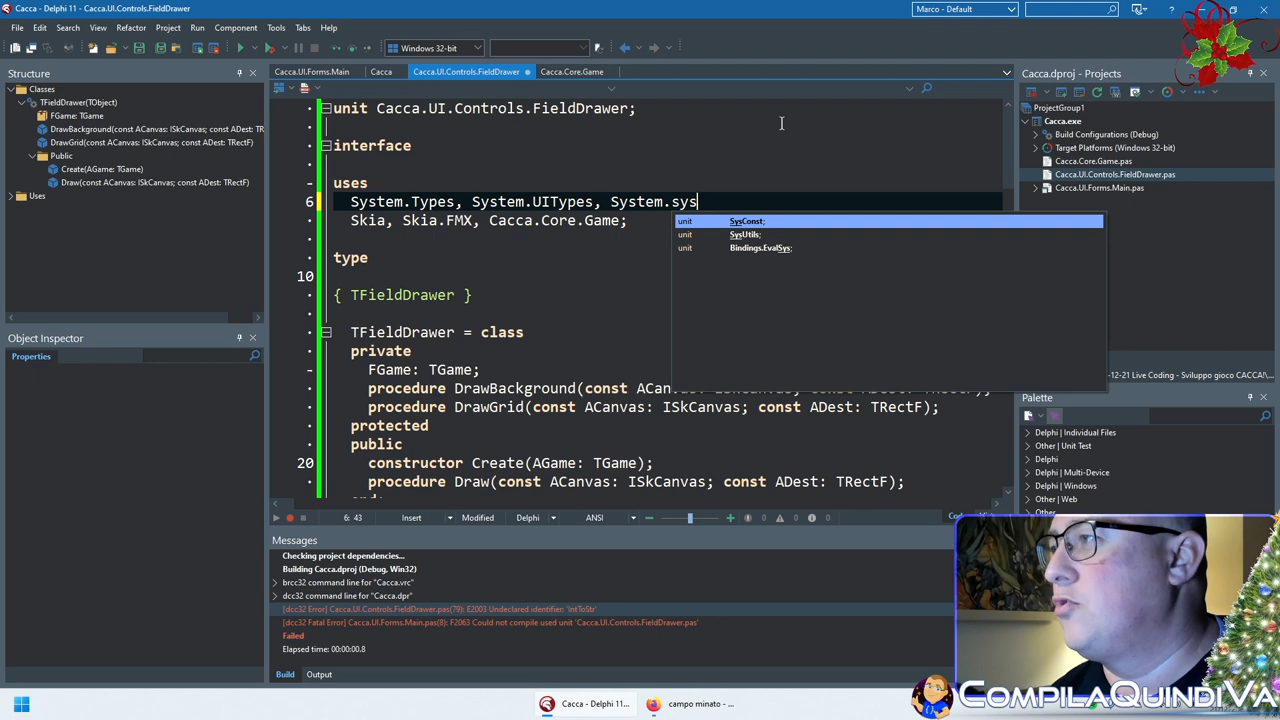 Cacca - Delphi 11 - Cacca.UI.Controls.FieldDrawer
Marco - Default
File Edit Search View Refactor Project Run Component Tools Tabs Help
Windows 32-bit
Structure
Classes
TFieldDrawer(TObject)
FGame: TGame
DrawBackground(const ACanvas: ISkCanvas; const ADest: TR
DrawGrid(const ACanvas: ISkCanvas; const ADest: TRectF)
Public
Create(AGame: TGame)
Draw(const ACanvas: ISkCanvas; const ADest: TRectF)
Uses
Object Inspector
Properties
Cacca.UI.Forms.Main Cacca Cacca.UI.Controls.FieldDrawer Cacca.Core.Game
unit Cacca.UI.Controls.FieldDrawer;
interface
uses
6 System.Types, System.UITypes, System.sys
Skia, Skia.FMX, Cacca.Core.Game;
unit SysConst;
unit SysUtils;
unit Bindings.EvalSys;
type
10
{ TFieldDrawer }
TFieldDrawer = class
private
FGame: TGame;
procedure DrawBackground(const ACan
procedure DrawGrid(const ACanvas: ISkCanvas; const ADest: TRectF);
protected
public
20 constructor Create(AGame: TGame);
procedure Draw(const ACanvas: ISkCanvas; const ADest: TRectF);
6: 43 Insert Modified Delphi ANSI 0 0 0
Messages
Checking project dependencies...
Building Cacca.dproj (Debug, Win32)
brcc32 command line for "Cacca.vrc"
dcc32 command line for "Cacca.dpr"
[dcc32 Error] Cacca.UI.Controls.FieldDrawer.pas(79): E2003 Undeclared identifier: 'IntToStr'
[dcc32 Fatal Error] Cacca.UI.Forms.Main.pas(8): F2063 Could not compile used unit 'Cacca.UI.Controls.FieldDrawer.pas'
Failed
Elapsed time: 00:00:00.8
Build Output
Cacca.dproj - Projects
ProjectGroup1
Cacca.exe
Build Configurations (Debug)
Target Platforms (Windows 32-bit)
Cacca.Core.Game.pas
Cacca.UI.Controls.FieldDrawer.pas
Cacca.UI.Forms.Main.pas
-12-21 Live Coding - Sviluppo gioco CACCA!\
Palette
Delphi | Individual Files
Other | Unit Test
Delphi
Delphi | Multi-Device
Delphi | Windows
Other | Web
Other
Cacca - Delphi 11... campo minato - ...
COMPILAQUINDIVA